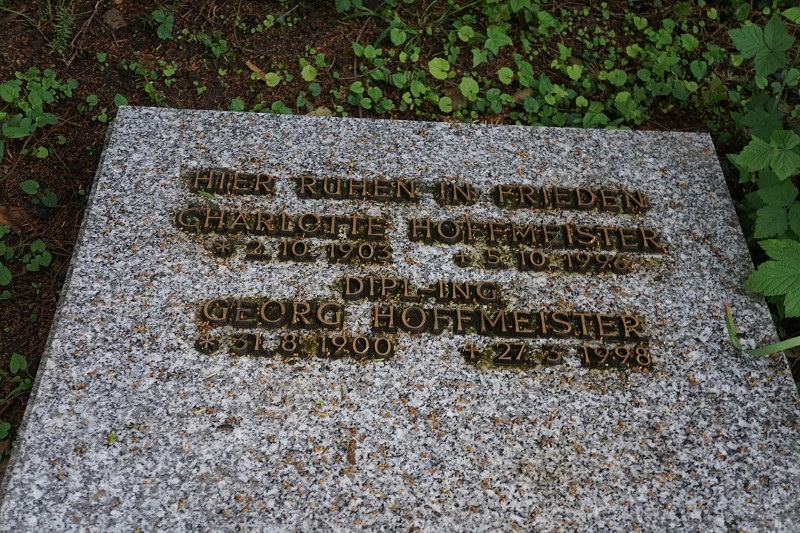 HIER RUHEN IN FRIEDEN
CHARLOTTE HOFFMEISTER
* 2.10.1903 + 5.10.1996
DIPL-ING
GEORG HOFFMEISTER
* 31.8.1900 + 27.3.1998